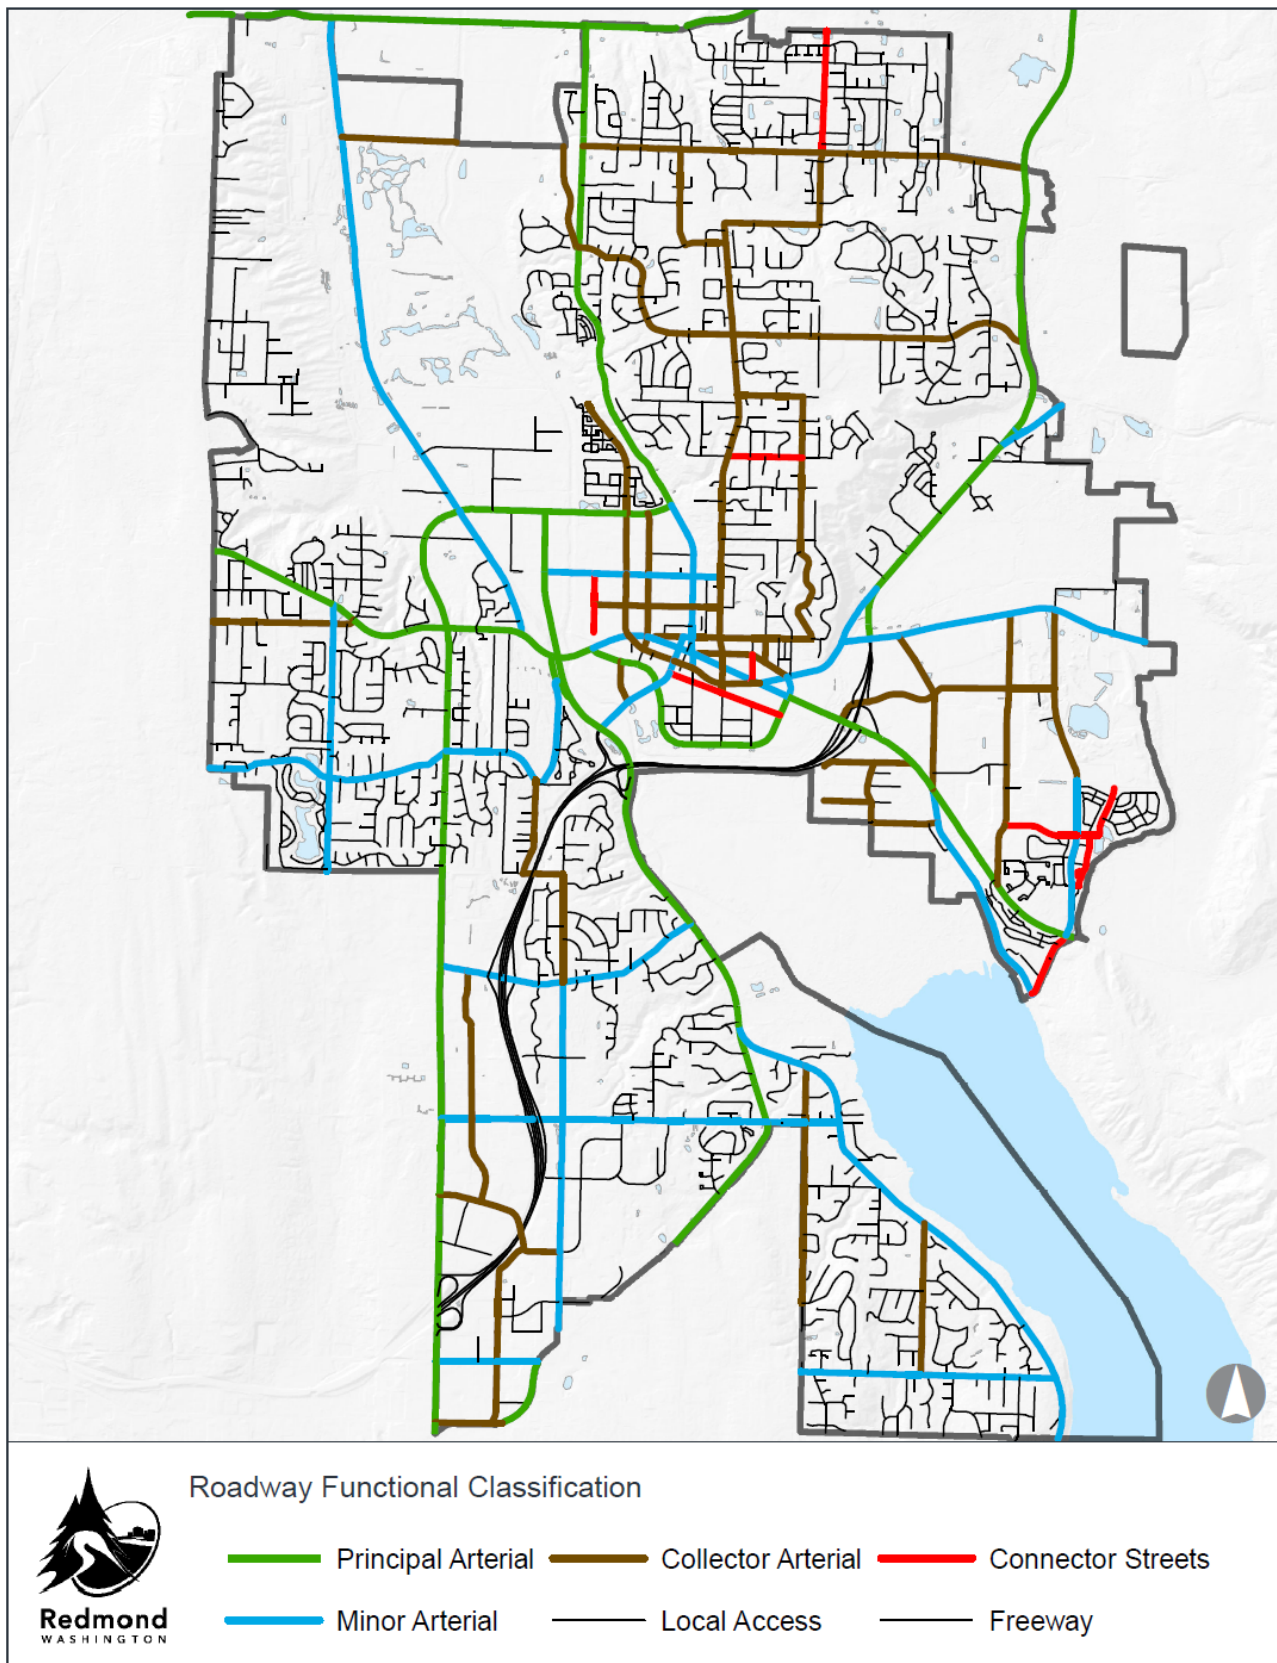 Roadway Functional Classification
Principal Arterial
Collector Arterial
Connector Streets
Minor Arterial
Local Access
Freeway
Redmond
WASHINGTON